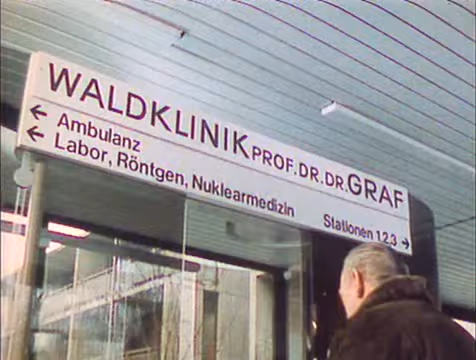 WALDKLINIK PROF.DR.DR.GRAF
← Ambulanz
← Labor, Röntgen, Nuklearmedizin
Stationen 1 2 3 →